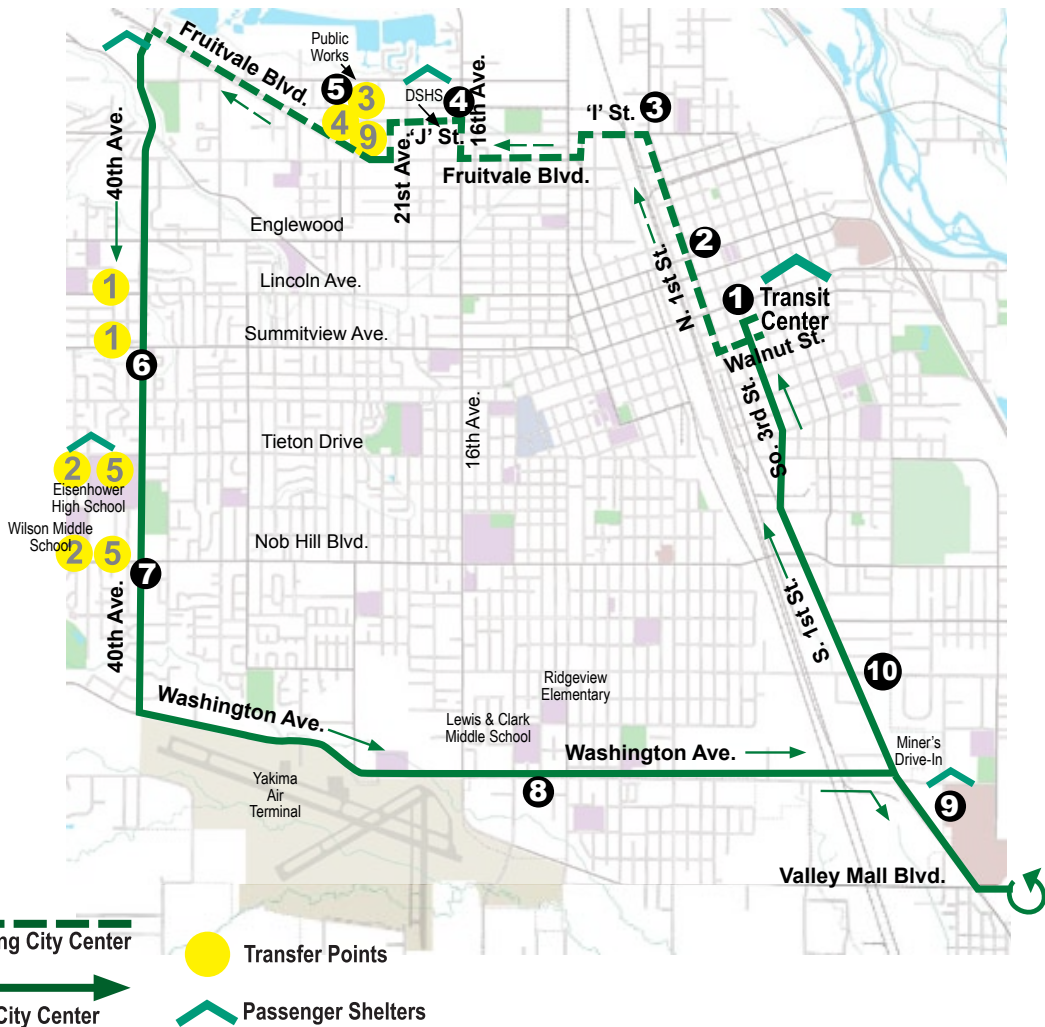 Public
Works
Fruitvale Blvd.
5
3
4
9
DSHS
4
16th Ave.
'I' St.
3
"J' St.
21st Ave.
Fruitvale Blvd.
40th Ave.
Englewood
Lincoln Ave.
1
Summitview Ave.
1
6
2
N. 1st St.
1
Transit
Center
Walnut St.
So. 3rd St.
Tieton Drive
16th Ave.
2
5
Eisenhower
High School
Wilson Middle
School
2
5
Nob Hill Blvd.
7
40th Ave.
S. 1st St.
10
Ridgeview
Elementary
Lewis & Clark
Middle School
Washington Ave.
Washington Ave.
Miner's
Drive-In
9
8
Yakima
Air
Terminal
Valley Mall Blvd.
ng City Center
Transfer Points
City Center
Passenger Shelters